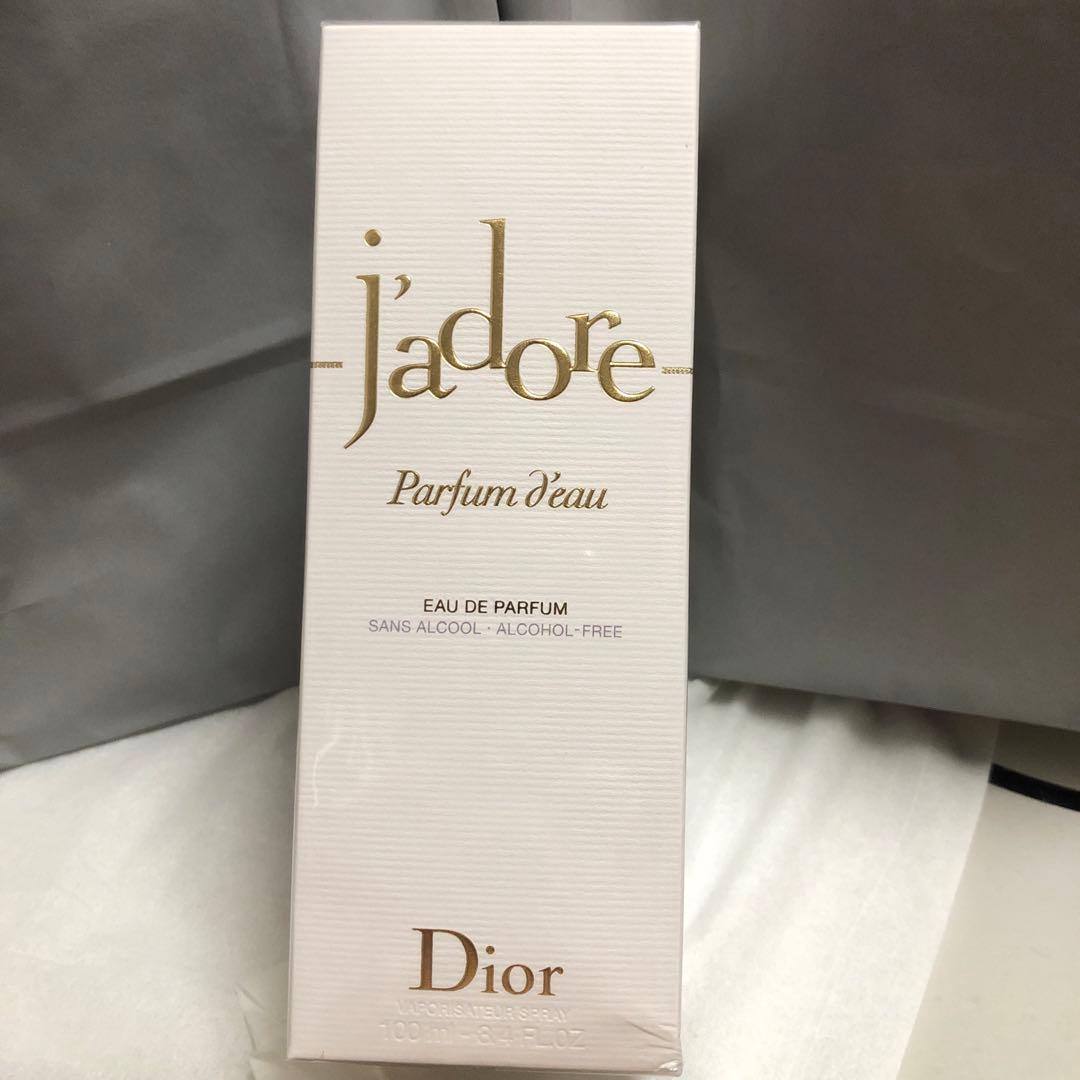 j'adore
Parfum d'eau
EAU DE PARFUM
SANS ALCOOL · ALCOHOL-FREE
Dior
VAPORISATEUR SPRAY
100 ml - 3.4 FL.OZ